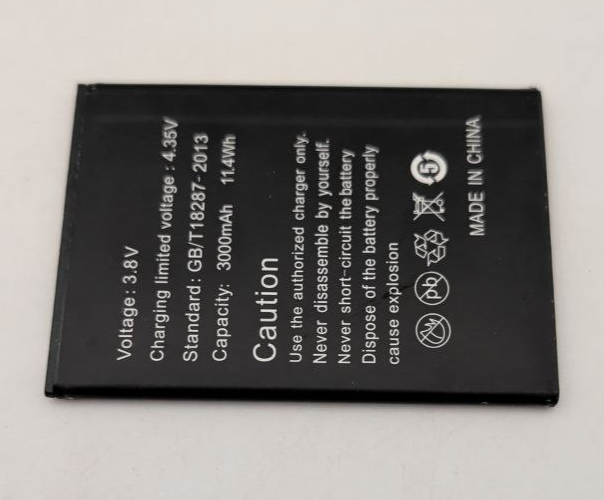 Voltage: 3.8V
Charging limited voltage : 4.35V
Standard: GB/T18287-2013
Capacity: 3000mAh 11.4Wh
Caution
Use the authorized charger only.
Never disassemble by yourself.
Never short-circuit the battery
Dispose of the battery properly
cause explosion
pb 5
MADE IN CHINA